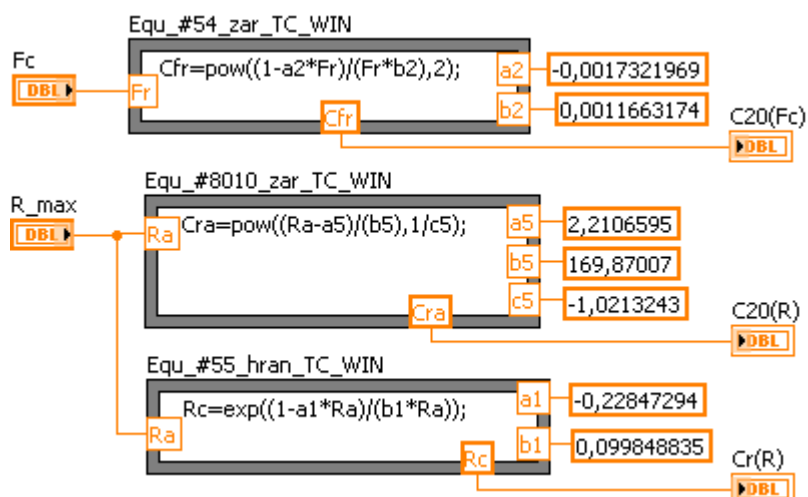 Equ_#54_zar_TC_WIN
Fc
DBL
Fr
Cfr=pow((1-a2*Fr)/(Fr*b2),2);
a2
-0,0017321969
b2
0,0011663174
Cfr
C20(Fc)
DBL
Equ_#8010_zar_TC_WIN
R_max
DBL
Ra
Cra=pow((Ra-a5)/(b5),1/c5);
a5
2,2106595
b5
169,87007
c5
-1,0213243
Cra
C20(R)
DBL
Equ_#55_hran_TC_WIN
Ra
Rc=exp((1-a1*Ra)/(b1*Ra));
a1
-0,22847294
b1
0,099848835
Rc
Cr(R)
DBL